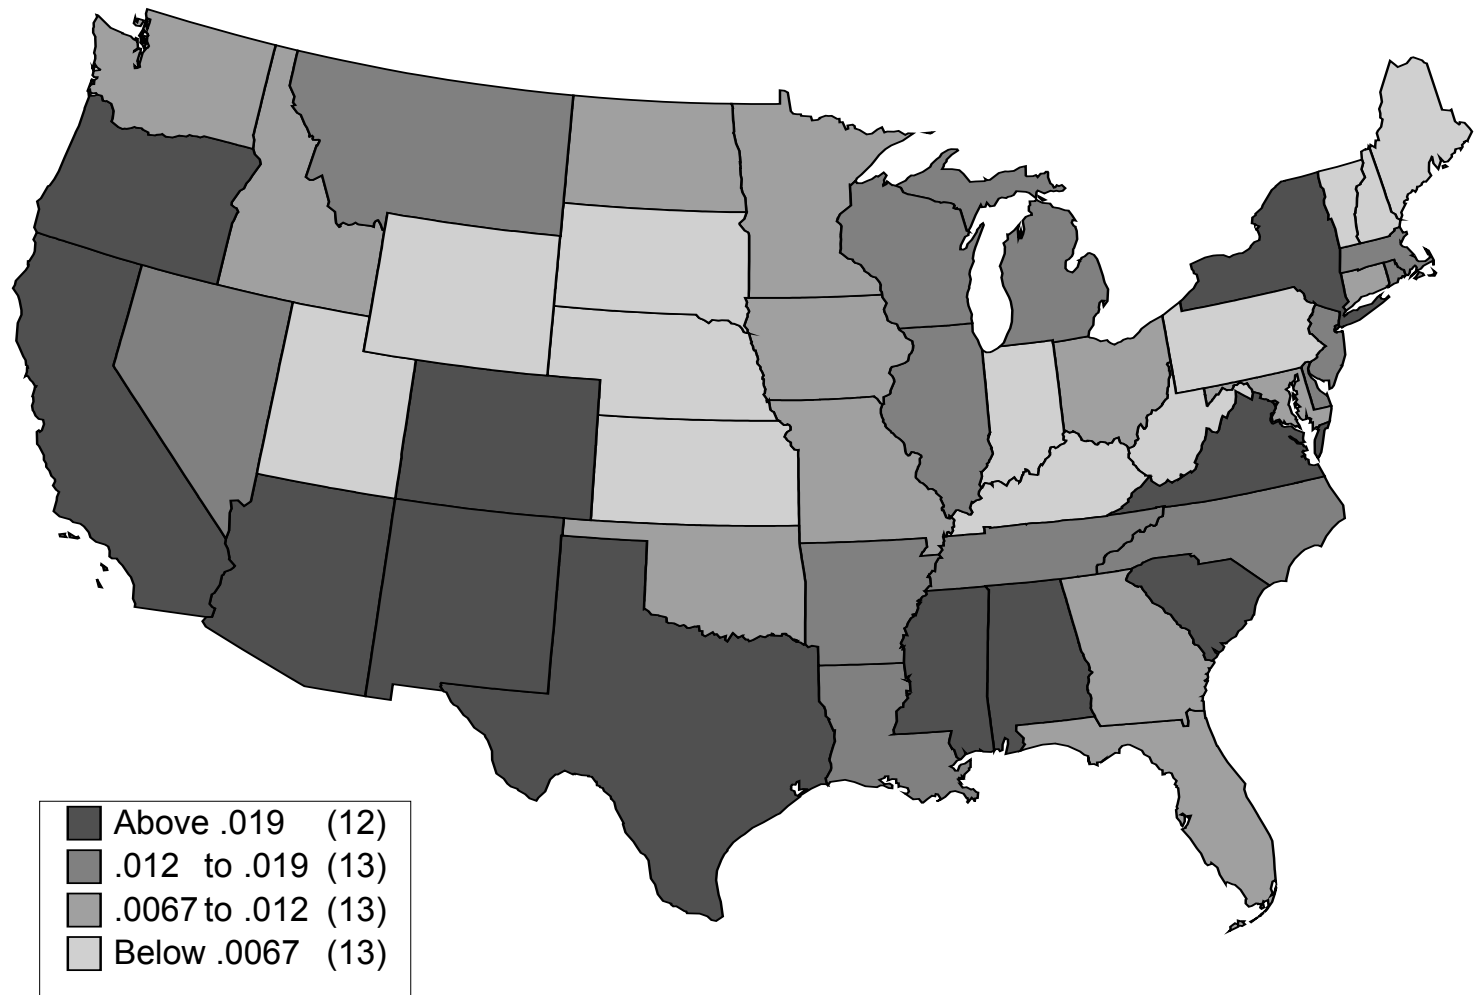 Above .019 (12)
.012 to .019 (13)
.0067 to .012 (13)
Below .0067 (13)